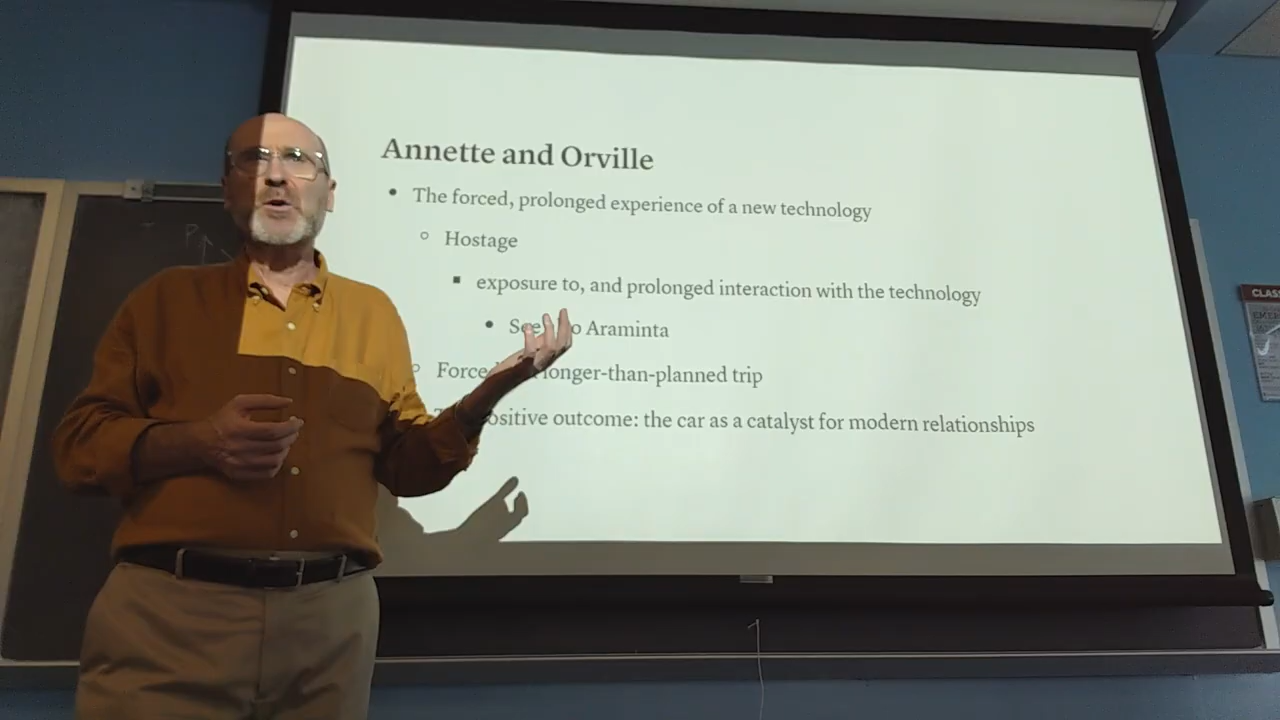 Annette and Orville
• The forced, prolonged experience of a new technology
○ Hostage
▪ exposure to, and prolonged interaction with the technology
• Araminta
longer-than-planned trip
outcome: the car as a catalyst for modern relationships
CLASS